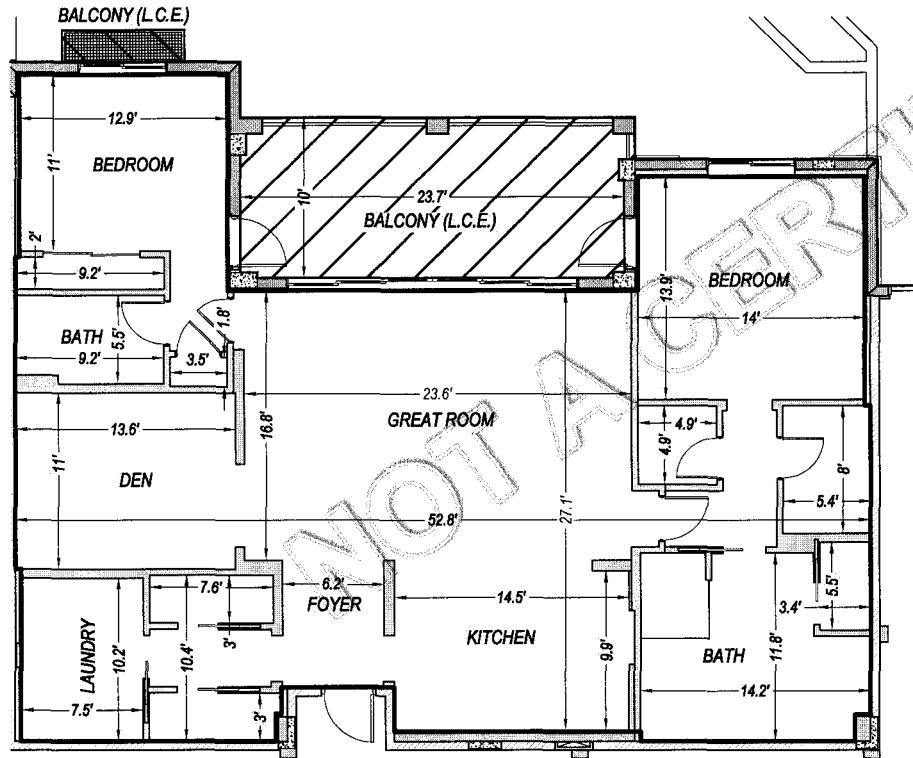 BALCONY (L.C.E.)
12.9'
BEDROOM
11'
2'
9.2'
10'
23.7'
BALCONY (L.C.E.)
BEDROOM
13.9'
14'
BATH
5.5'
9.2'
1.8'
3.5'
23.6'
GREAT ROOM
16.8'
13.6'
11'
DEN
52.8'
27.1'
4.9'
4.9'
8'
5.4'
7.6'
6.2'
FOYER
14.5'
KITCHEN
9.9'
3'
LAUNDRY
10.2'
10.4'
7.5'
3'
5.5'
3.4'
11.8'
BATH
14.2'
NOT A CERTI